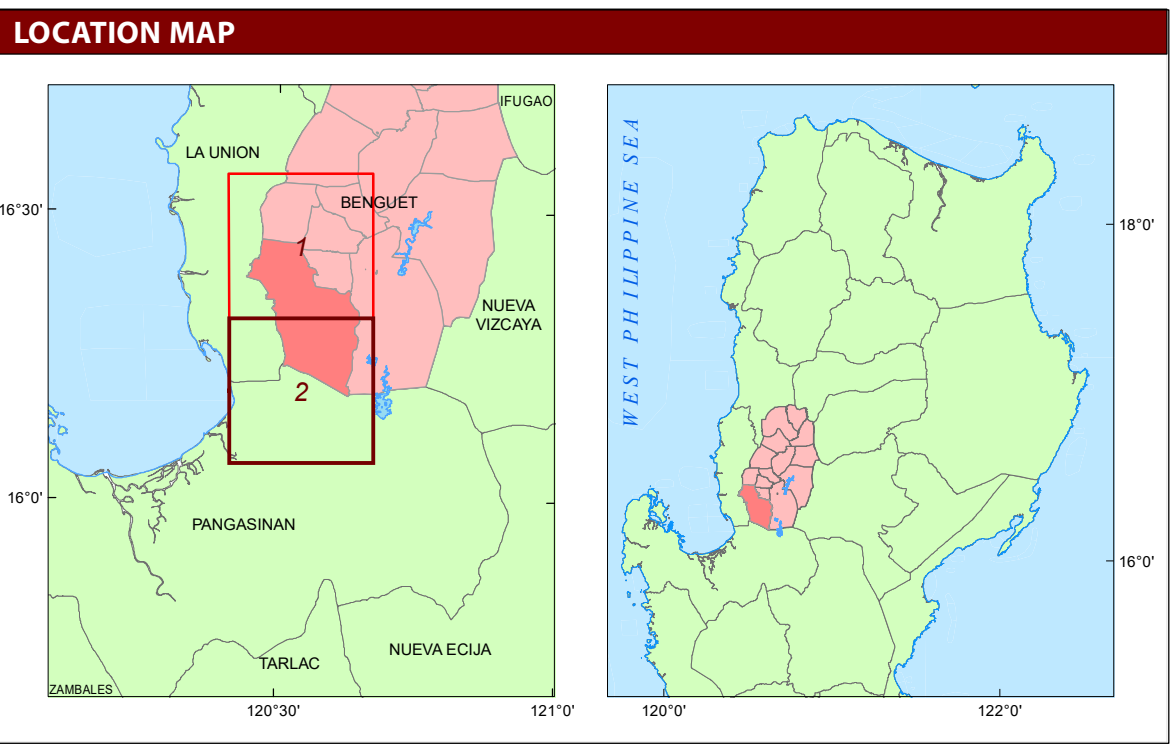 LOCATION MAP
IFUGAO
LA UNION
16°30'
BENGUET
1
NUEVA
VIZCAYA
2
16°0'
PANGASINAN
NUEVA ECIJA
TARLAC
ZAMBALES
120°30'
121°0'
WEST PHILIPPINE SEA
18°0'
16°0'
120°0'
122°0'